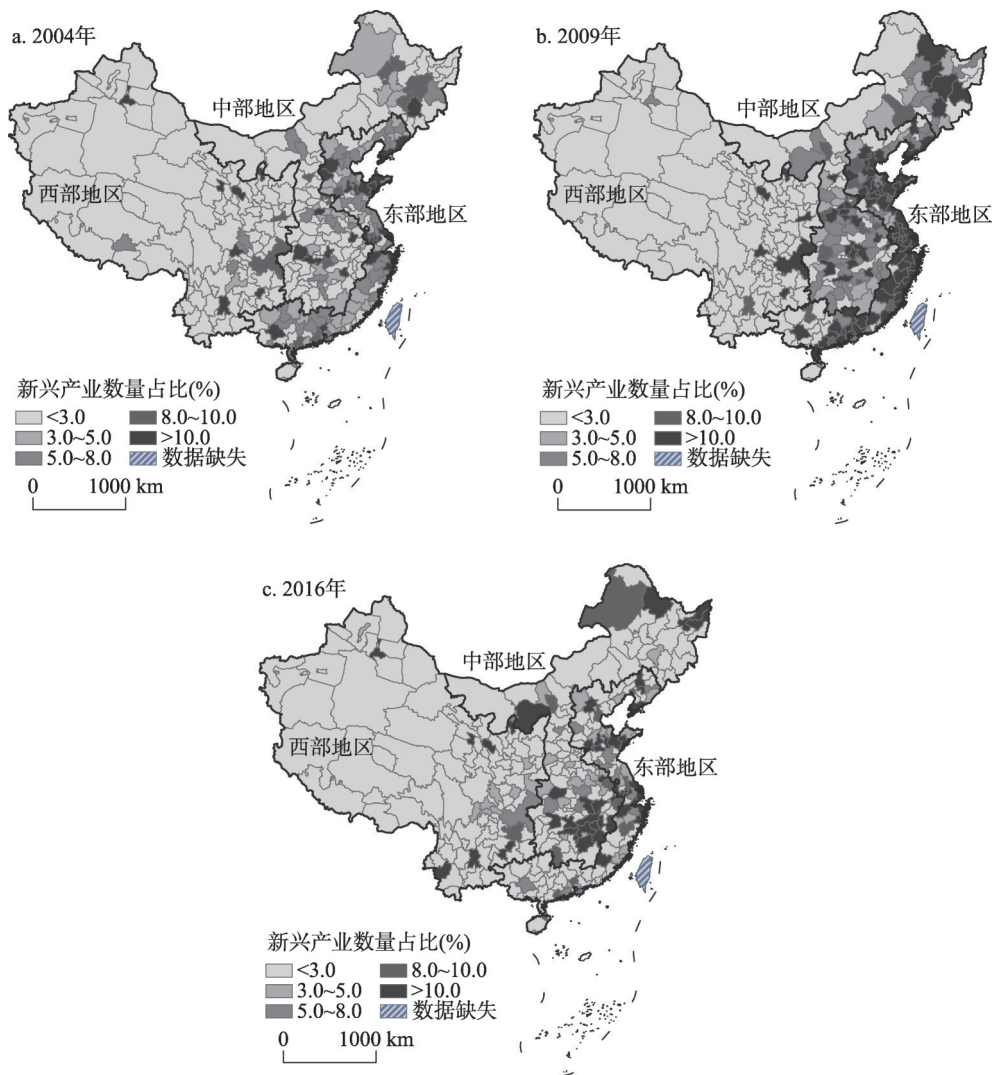 a. 2004年
中部地区
西部地区
东部地区
新兴产业数量占比(%)
<3.0 8.0~10.0
3.0~5.0 >10.0
5.0~8.0 数据缺失
0 1000 km
b. 2009年
中部地区
西部地区
东部地区
新兴产业数量占比(%)
<3.0 8.0~10.0
3.0~5.0 >10.0
5.0~8.0 数据缺失
0 1000 km
c. 2016年
中部地区
西部地区
东部地区
新兴产业数量占比(%)
<3.0 8.0~10.0
3.0~5.0 >10.0
5.0~8.0 数据缺失
0 1000 km